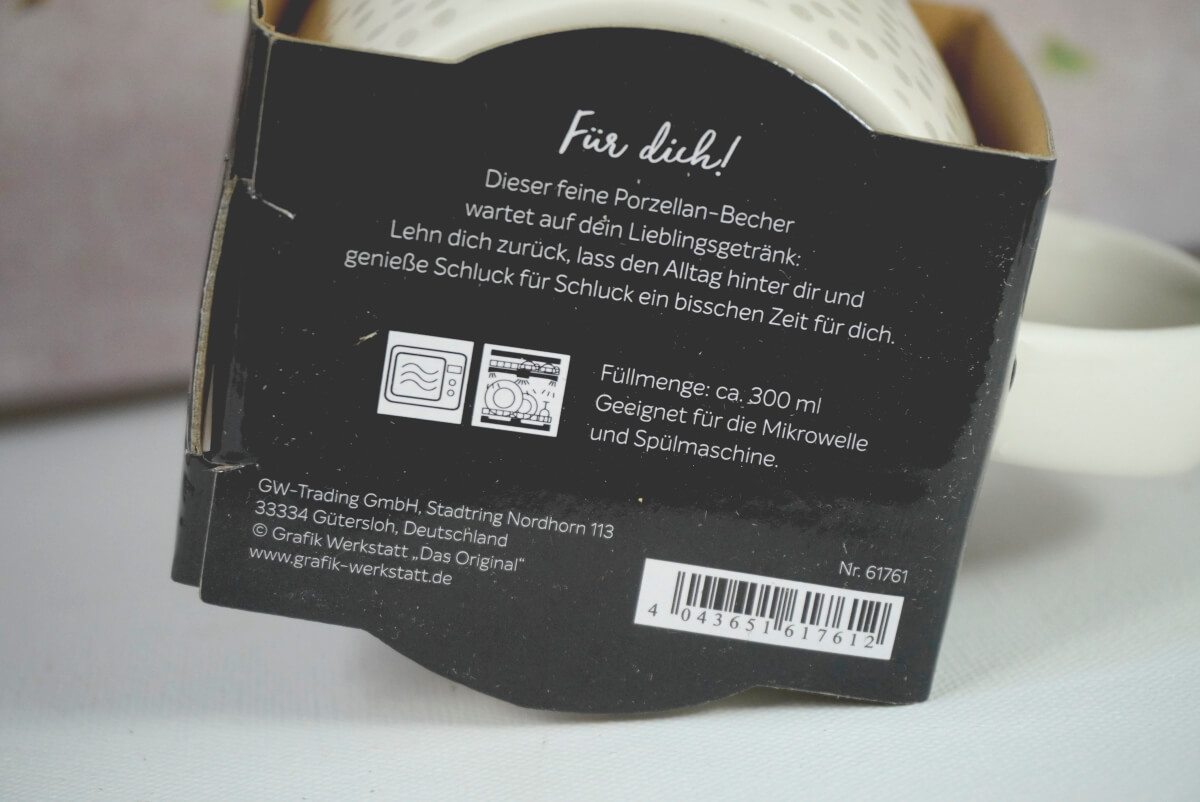 Für dich!
Dieser feine Porzellan-Becher
wartet auf dein Lieblingsgetränk:
Lehn dich zurück, lass den Alltag hinter dir und
genieße Schluck für Schluck ein bisschen Zeit für dich.
Füllmenge: ca. 300 ml
Geeignet für die Mikrowelle
und Spülmaschine.
GW-Trading GmbH, Stadtring Nordhorn 113
33334 Gütersloh, Deutschland
© Grafik Werkstatt „Das Original“
www.grafik-werkstatt.de
Nr. 61761
4 043651 617612